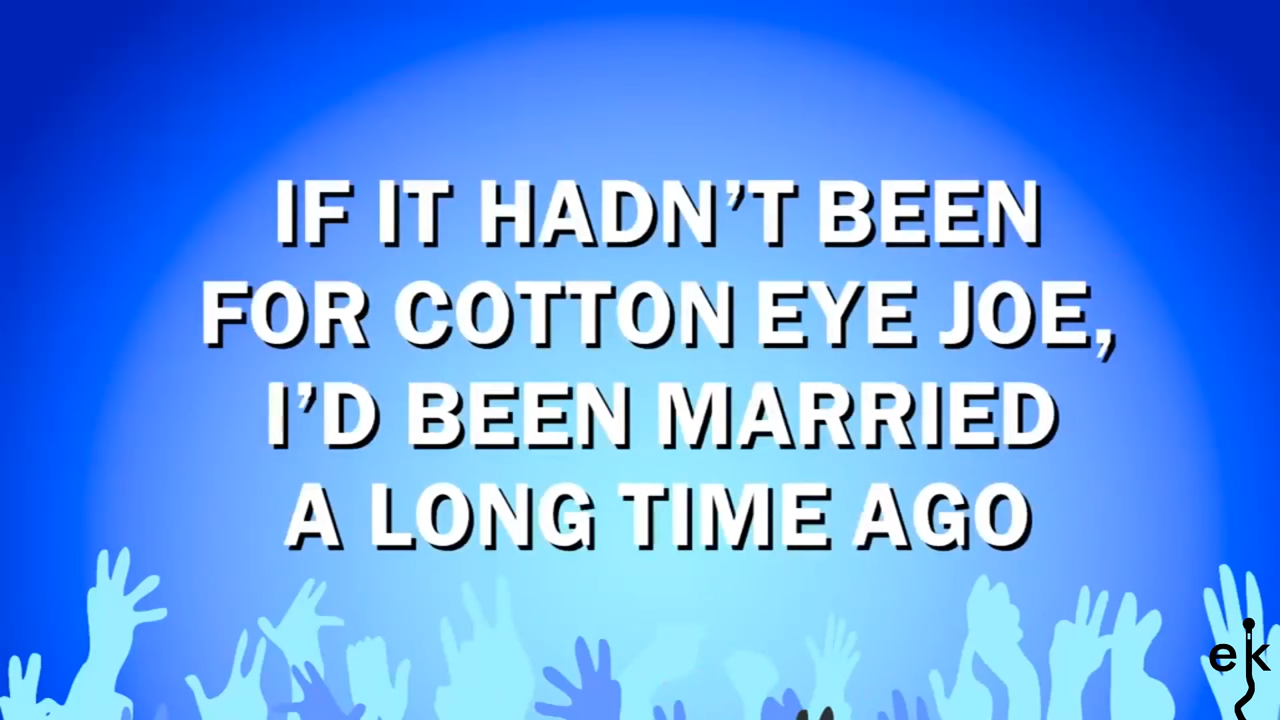 IF IT HADN’T BEEN
FOR COTTON EYE JOE,
I’D BEEN MARRIED
A LONG TIME AGO
ek